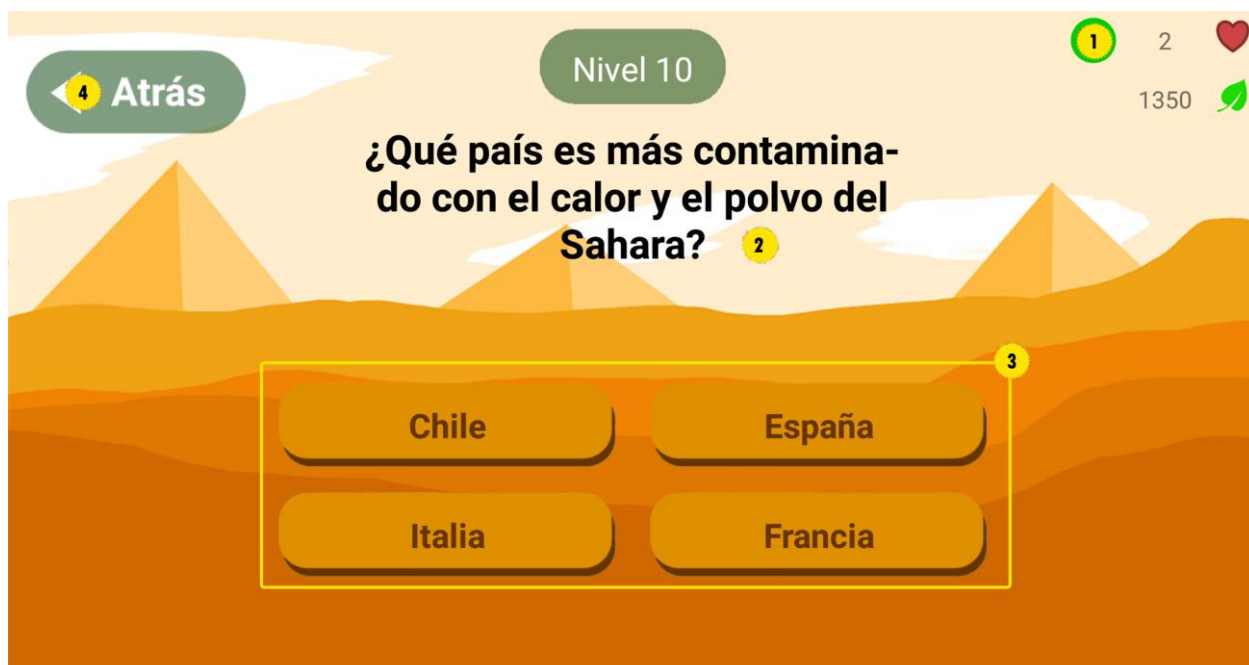 4 Atrás
Nivel 10
1 2
1350
¿Qué país es más contamina-
do con el calor y el polvo del
Sahara? 2
3
Chile España
Italia Francia